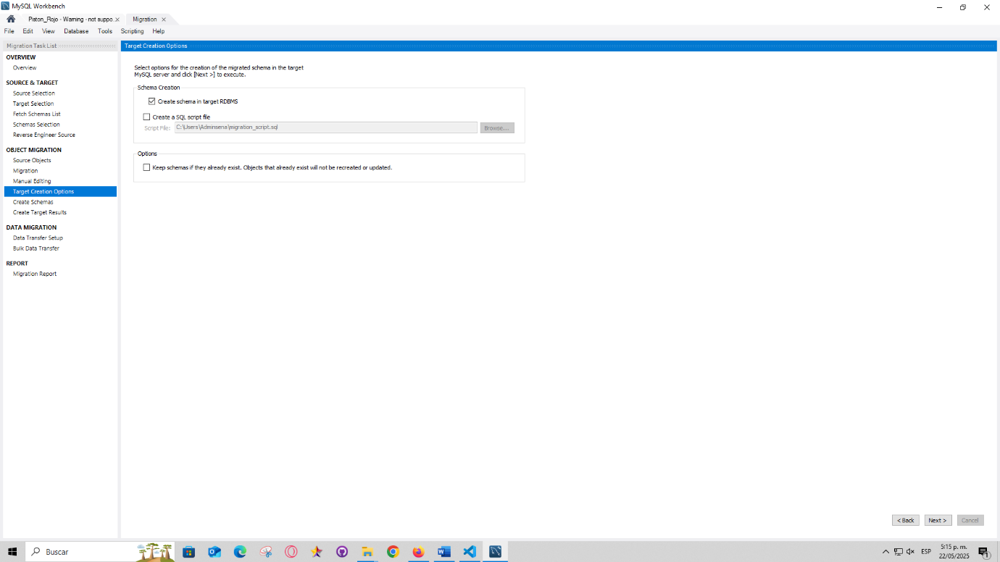 MySQL Workbench
Piston_Rojo - Warning - not suppo...
Migration
File Edit View Database Tools Scripting Help
Migration Task List
OVERVIEW
Overview
SOURCE & TARGET
Source Selection
Target Selection
Fetch Schemas List
Schemas Selection
Reverse Engineer Source
OBJECT MIGRATION
Source Objects
Migration
Manual Editing
Target Creation Options
Create Schemas
Create Target Results
DATA MIGRATION
Data Transfer Setup
Bulk Data Transfer
REPORT
Migration Report
Target Creation Options
Select options for the creation of the migrated schema in the target
MySQL server and click [Next >] to execute.
Schema Creation
Create schema in target RDBMS
Create a SQL script file
Script File: C:\Users\Adminsena\migration_script.sql Browse...
Options
Keep schemas if they already exist. Objects that already exist will not be recreated or updated.
< Back Next > Cancel
Buscar
ESP
5:15 p. m.
22/05/2025
1